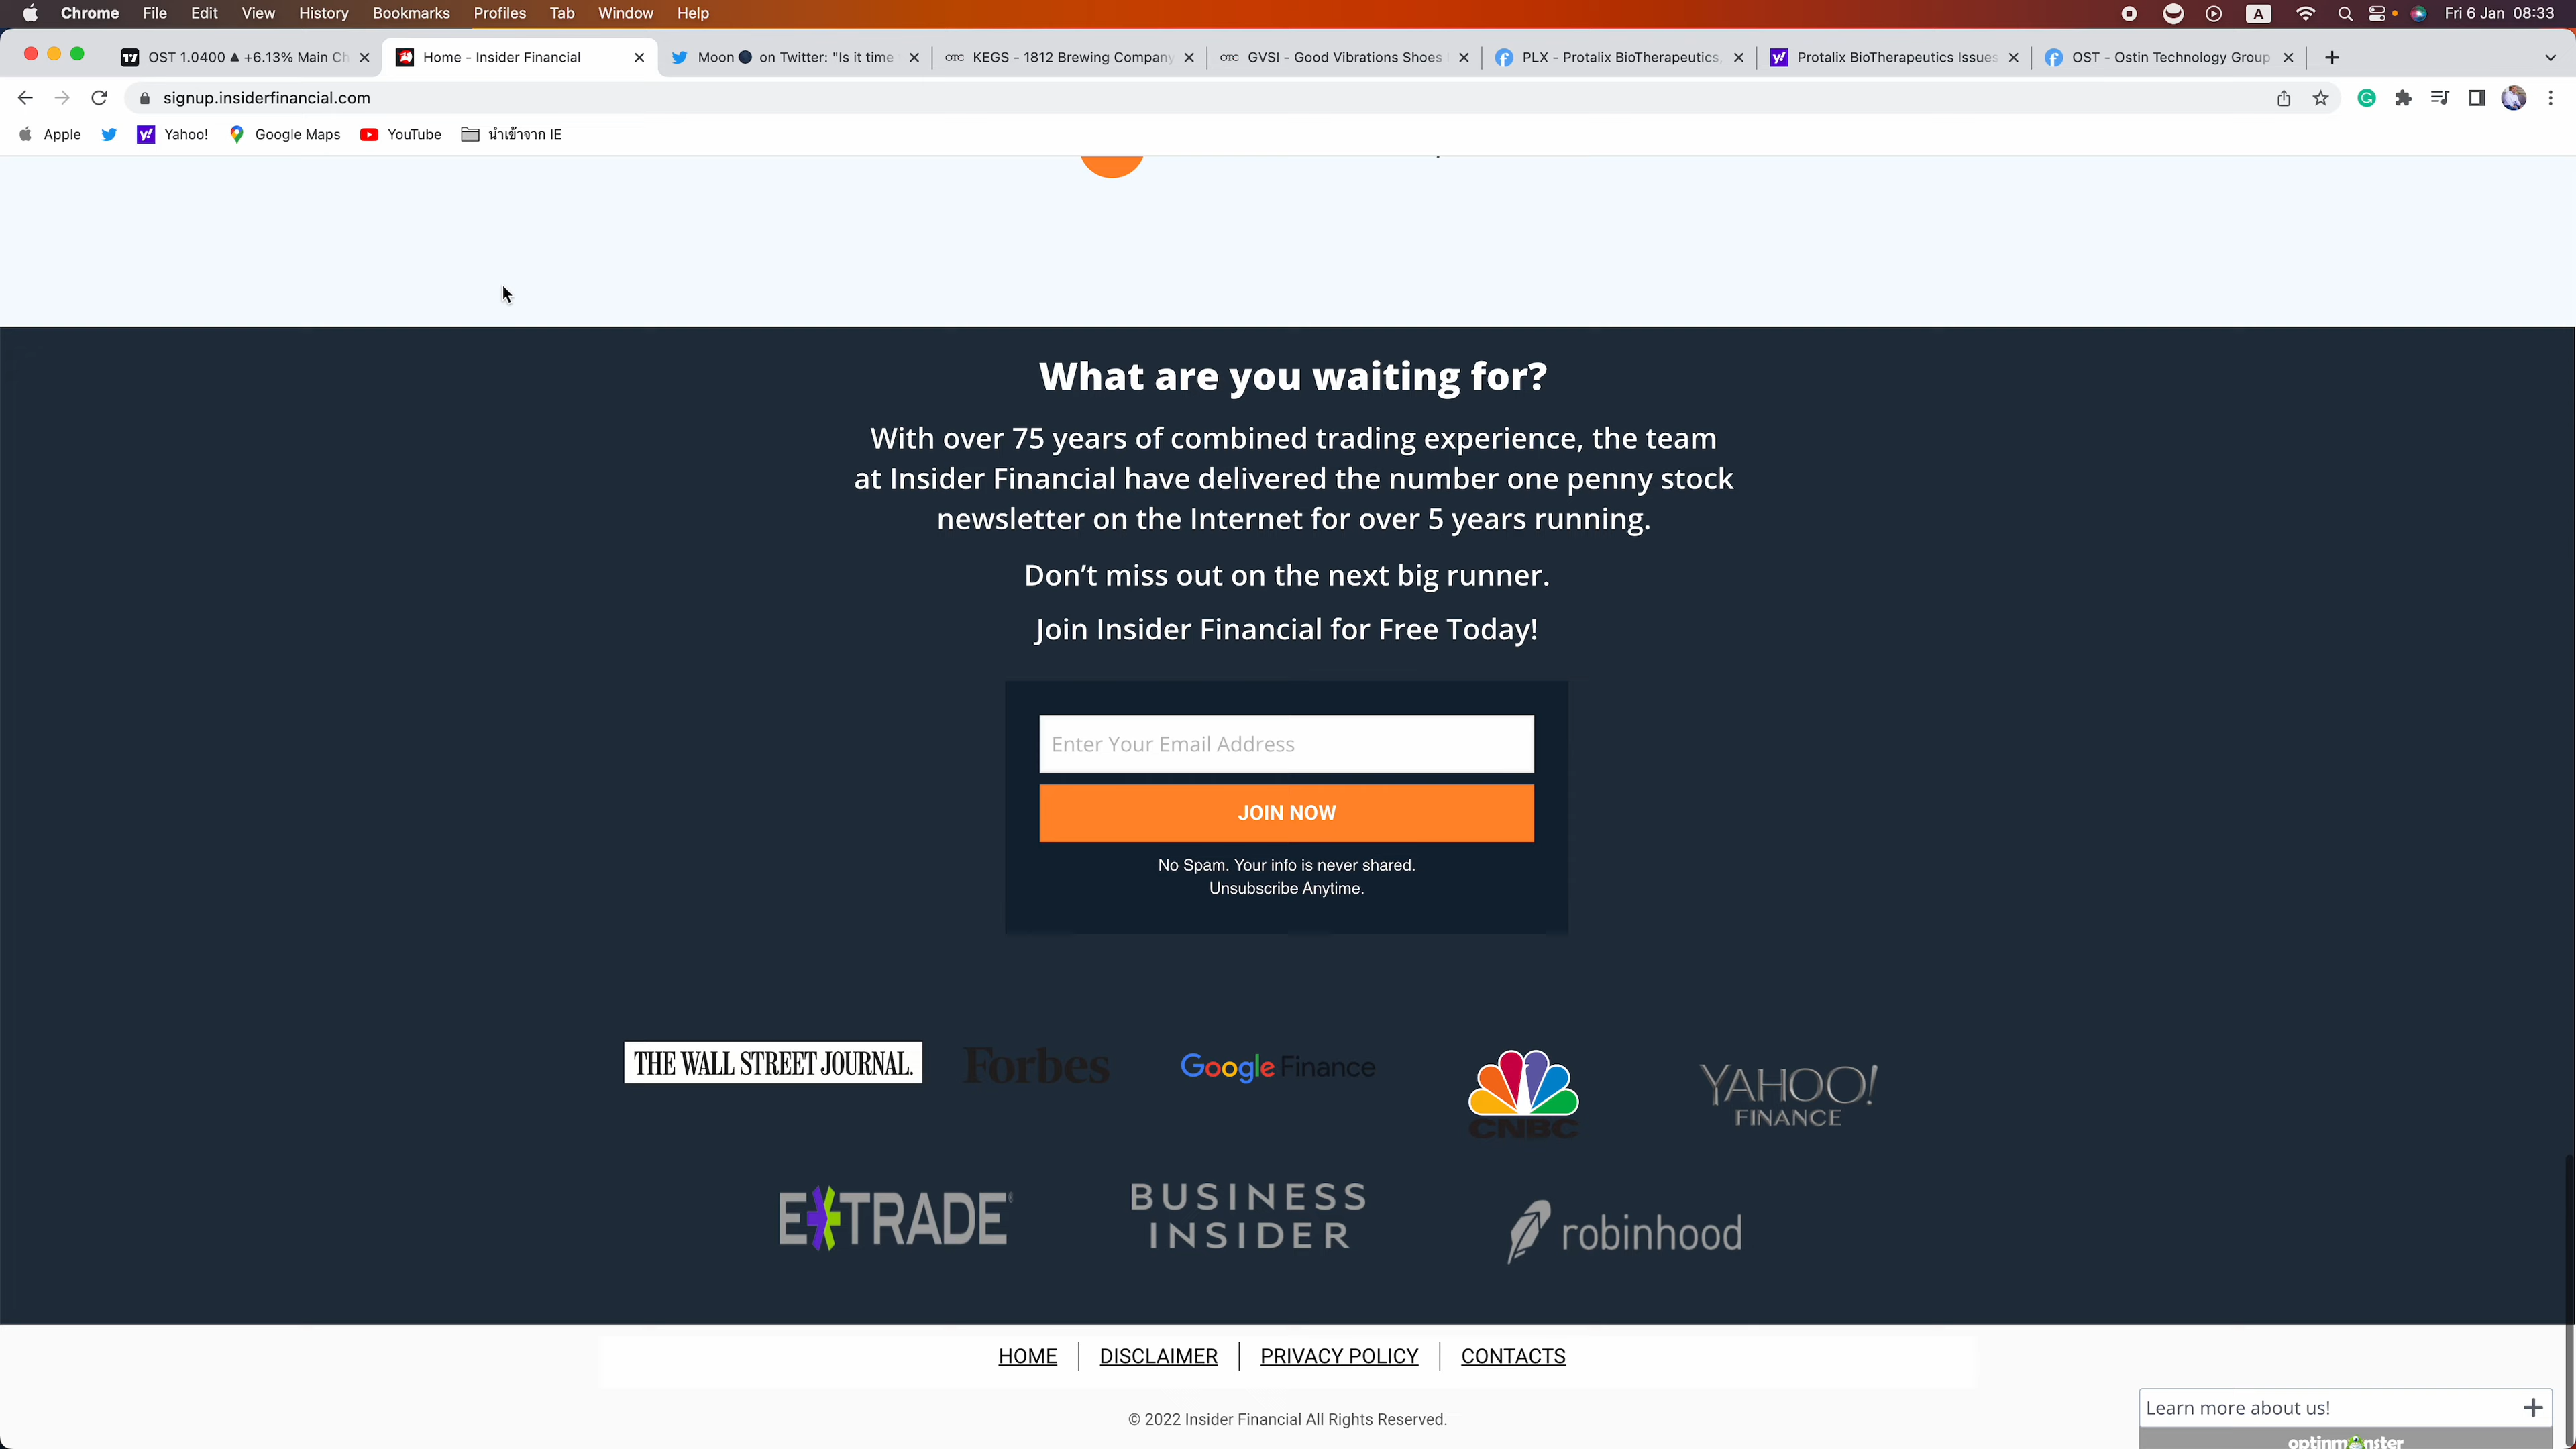 Chrome File Edit View History Bookmarks Profiles Tab Window Help A Fri 6 Jan 08:33
17 OST 1.0400 ▲ +6.13% Main Ch Home - Insider Financial Moon 🌑 on Twitter: "Is it time OTC KEGS - 1812 Brewing Company OTC GVSI - Good Vibrations Shoes PLX - Protalix BioTherapeutics, y! Protalix BioTherapeutics Issues OST - Ostin Technology Group
signup.insiderfinancial.com
Apple y! Yahoo! Google Maps YouTube นำเข้าจาก IE
What are you waiting for?
With over 75 years of combined trading experience, the team
at Insider Financial have delivered the number one penny stock
newsletter on the Internet for over 5 years running.
Don't miss out on the next big runner.
Join Insider Financial for Free Today!
Enter Your Email Address
JOIN NOW
No Spam. Your info is never shared.
Unsubscribe Anytime.
THE WALL STREET JOURNAL. Forbes Google Finance CNBC YAHOO! FINANCE
E*TRADE BUSINESS INSIDER robinhood
HOME DISCLAIMER PRIVACY POLICY CONTACTS
© 2022 Insider Financial All Rights Reserved.
Learn more about us!
optinmonster